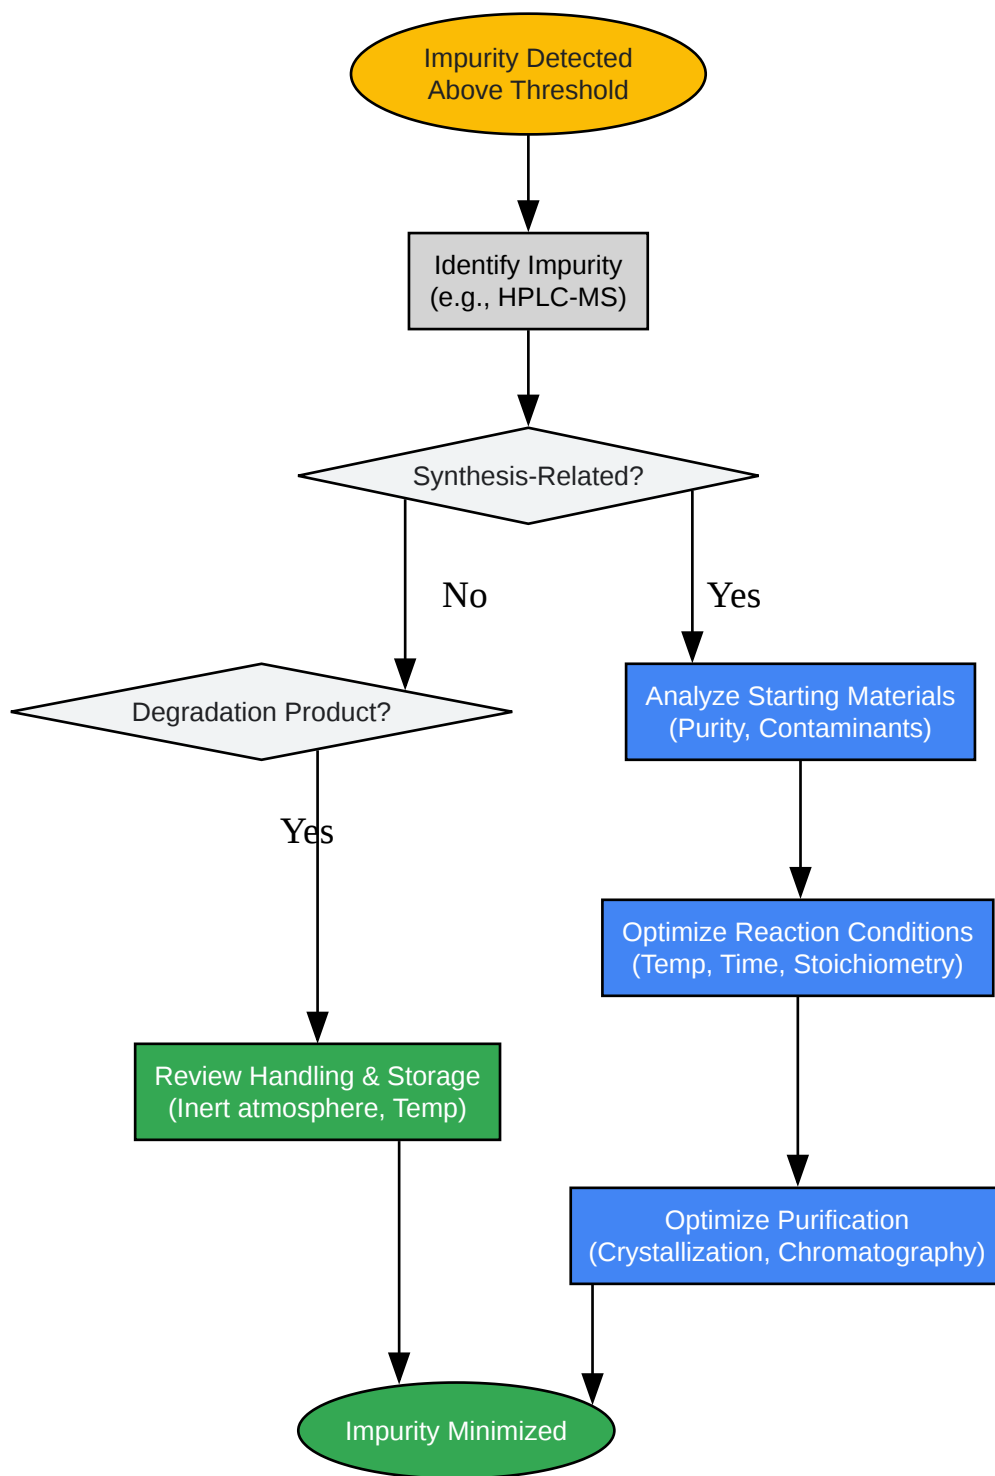 Impurity Detected
Above Threshold
Identify Impurity
(e.g., HPLC-MS)
Synthesis-Related?
No
Yes
Degradation Product?
Analyze Starting Materials
(Purity, Contaminants)
Yes
Optimize Reaction Conditions
(Temp, Time, Stoichiometry)
Review Handling & Storage
(Inert atmosphere, Temp)
Optimize Purification
(Crystallization, Chromatography)
Impurity Minimized